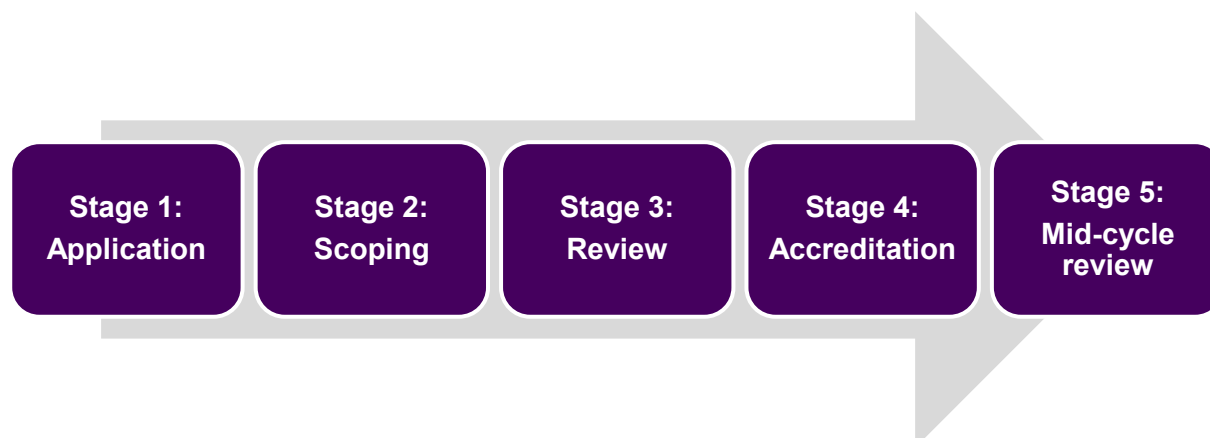 Stage 1:
Application
Stage 2:
Scoping
Stage 3:
Review
Stage 4:
Accreditation
Stage 5:
Mid-cycle
review